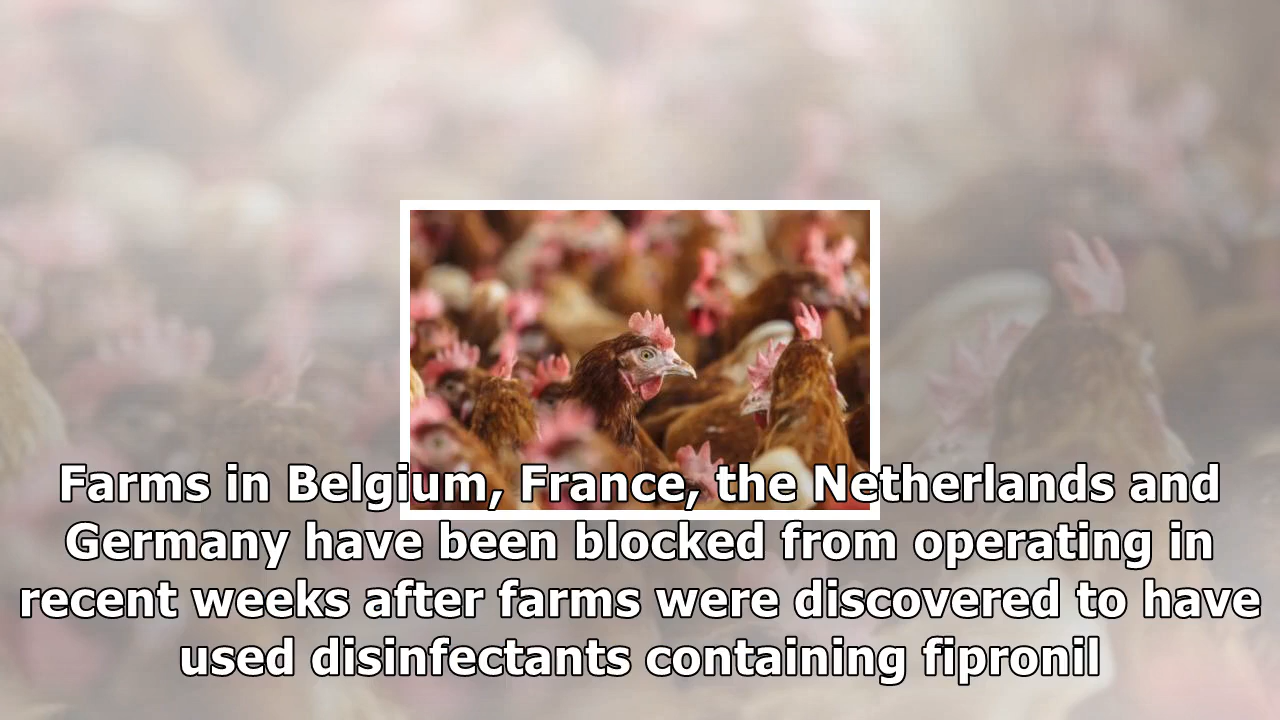 Farms in Belgium, France, the Netherlands and
Germany have been blocked from operating in
recent weeks after farms were discovered to have
used disinfectants containing fipronil